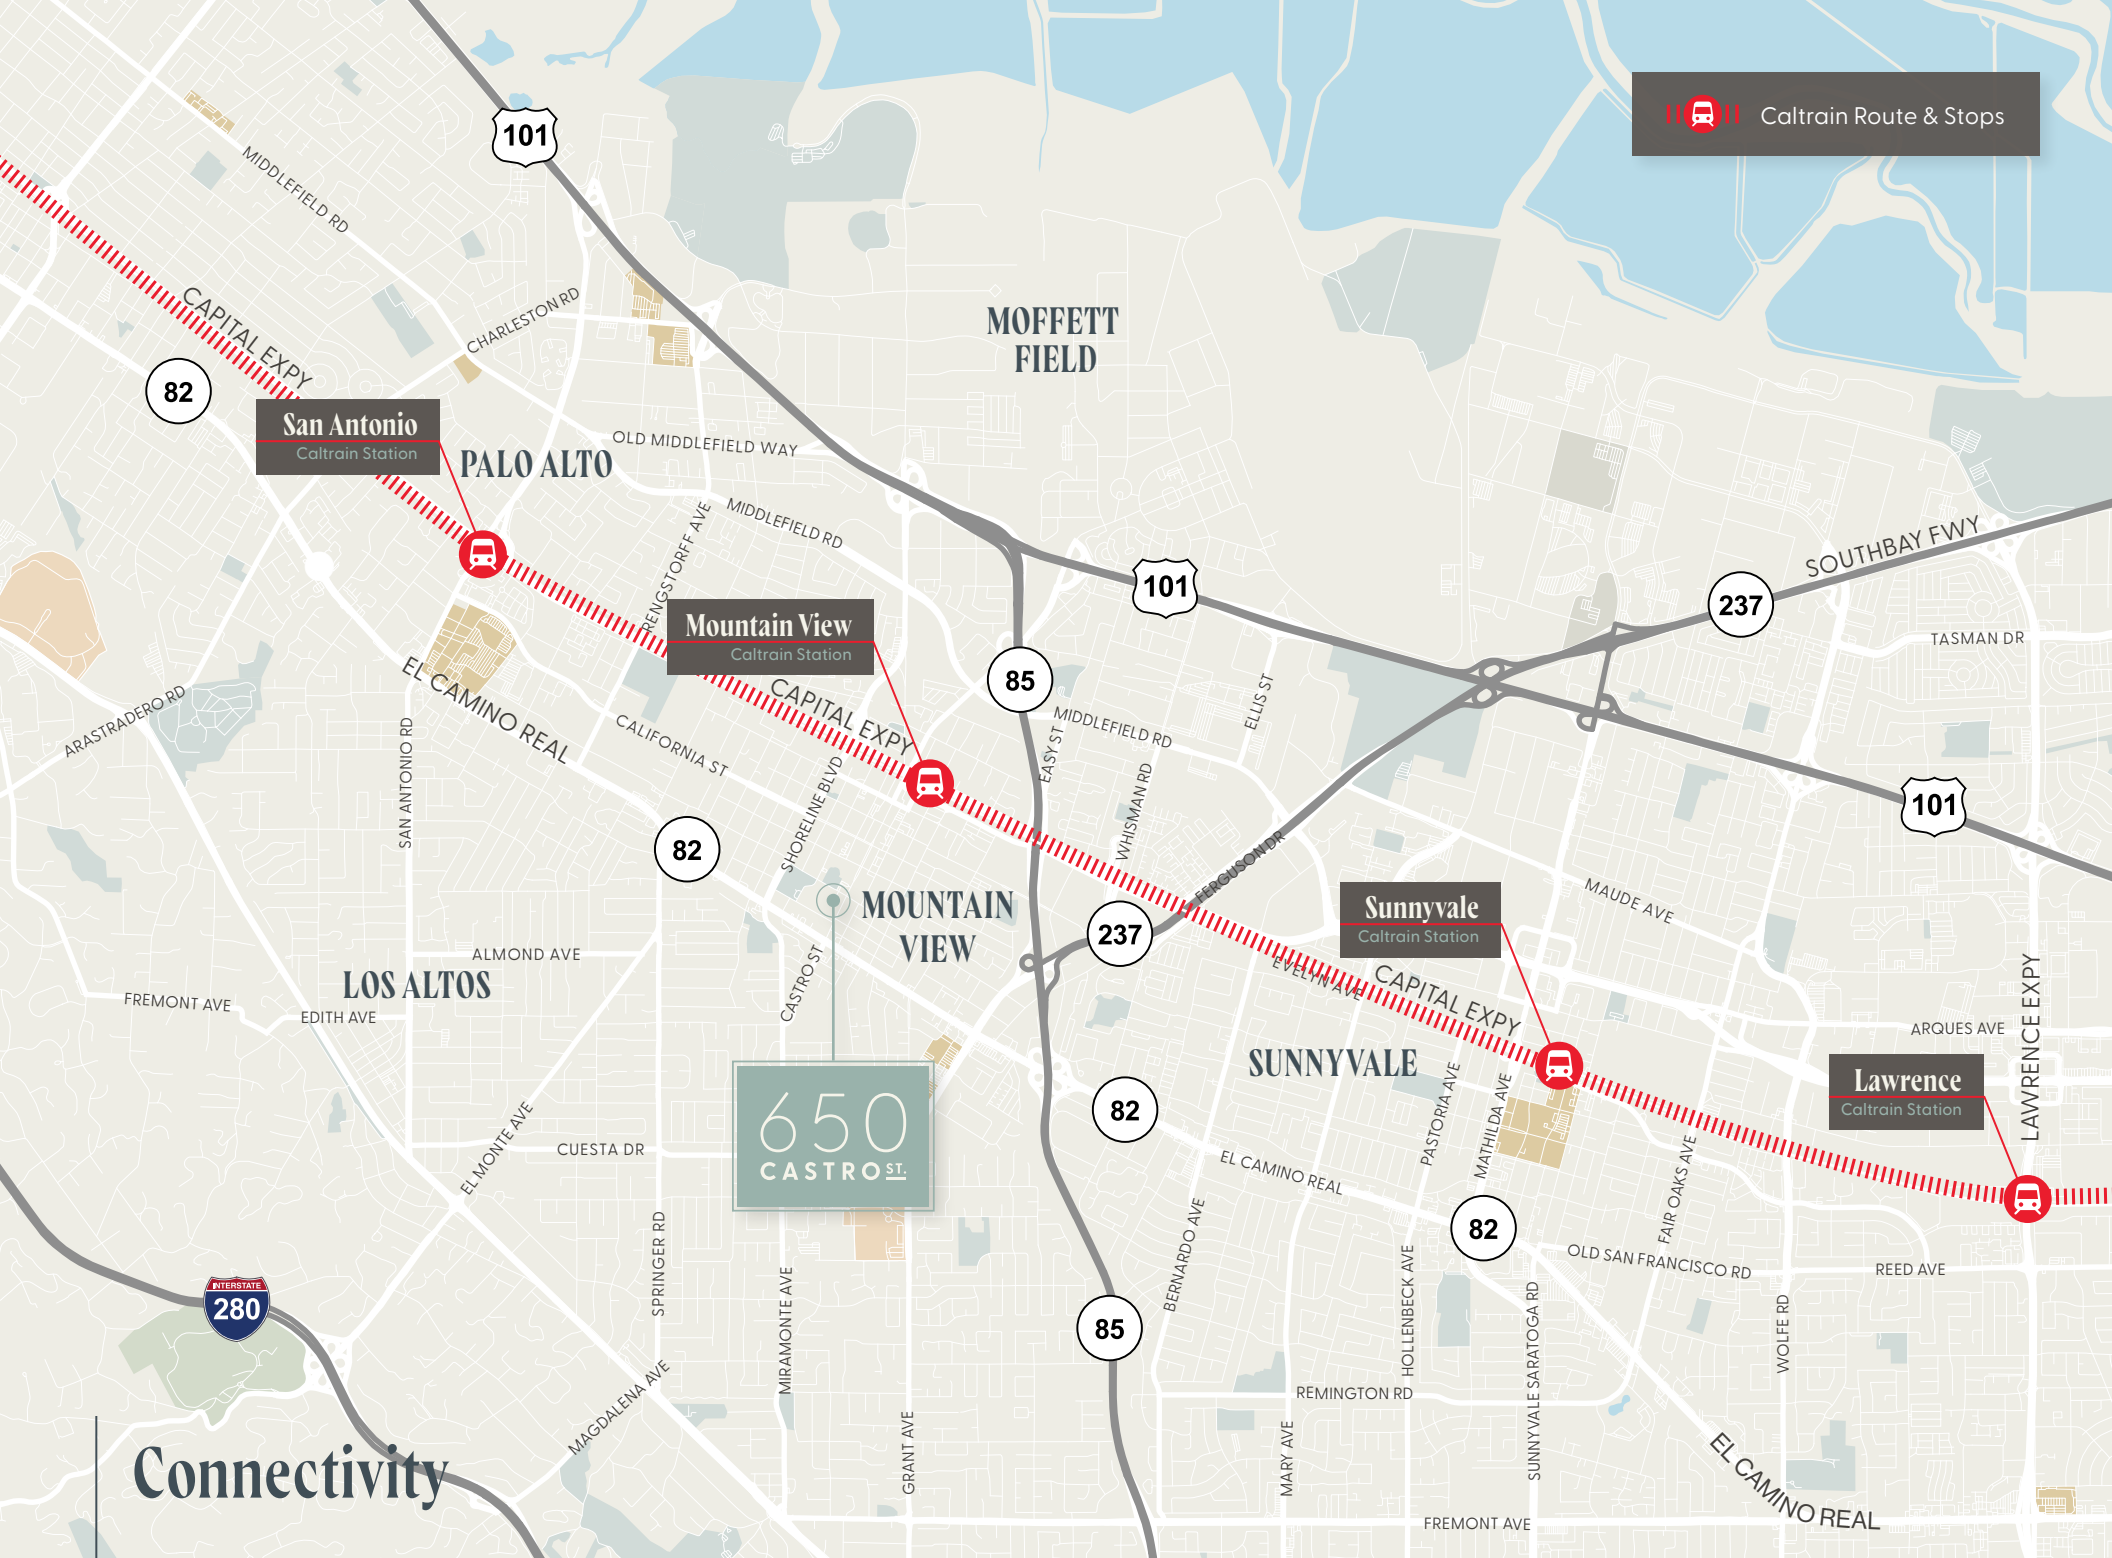 101
Caltrain Route & Stops
MIDDLEFIELD RD
CAPITAL EXPY
CHARLESTON RD
MOFFETT
FIELD
82
San Antonio
Caltrain Station
PALO ALTO
OLD MIDDLEFIELD WAY
MIDDLEFIELD RD
RENGSTORFF AVE
SOUTHBAY FWY
101
237
TASMAN DR
Mountain View
Caltrain Station
85
EL CAMINO REAL
ARASTRADERO RD
SAN ANTONIO RD
CALIFORNIA ST
CAPITAL EXPY
ELLIS ST
MIDDLEFIELD RD
EASY ST
WHISMAN RD
SHORELINE BLVD
101
82
FERGUSON DR
MAUDE AVE
MOUNTAIN
VIEW
Sunnyvale
Caltrain Station
237
ALMOND AVE
LOS ALTOS
CASTRO ST
EVELYN AVE
CAPITAL EXPY
FREMONT AVE
EDITH AVE
ARQUES AVE
LAWRENCE EXPY
SUNNYVALE
Lawrence
Caltrain Station
82
PASTORIA AVE
MATHILDA AVE
650
CASTRO ST.
EL MONTE AVE
CUESTA DR
EL CAMINO REAL
FAIR OAKS AVE
82
SPRINGER RD
BERNARDO AVE
OLD SAN FRANCISCO RD
REED AVE
INTERSTATE
280
MIRAMONTE AVE
85
HOLLENBECK AVE
SUNNYVALE SARATOGA RD
WOLFE RD
REMINGTON RD
MAGDALENA AVE
GRANT AVE
MARY AVE
EL CAMINO REAL
Connectivity
FREMONT AVE